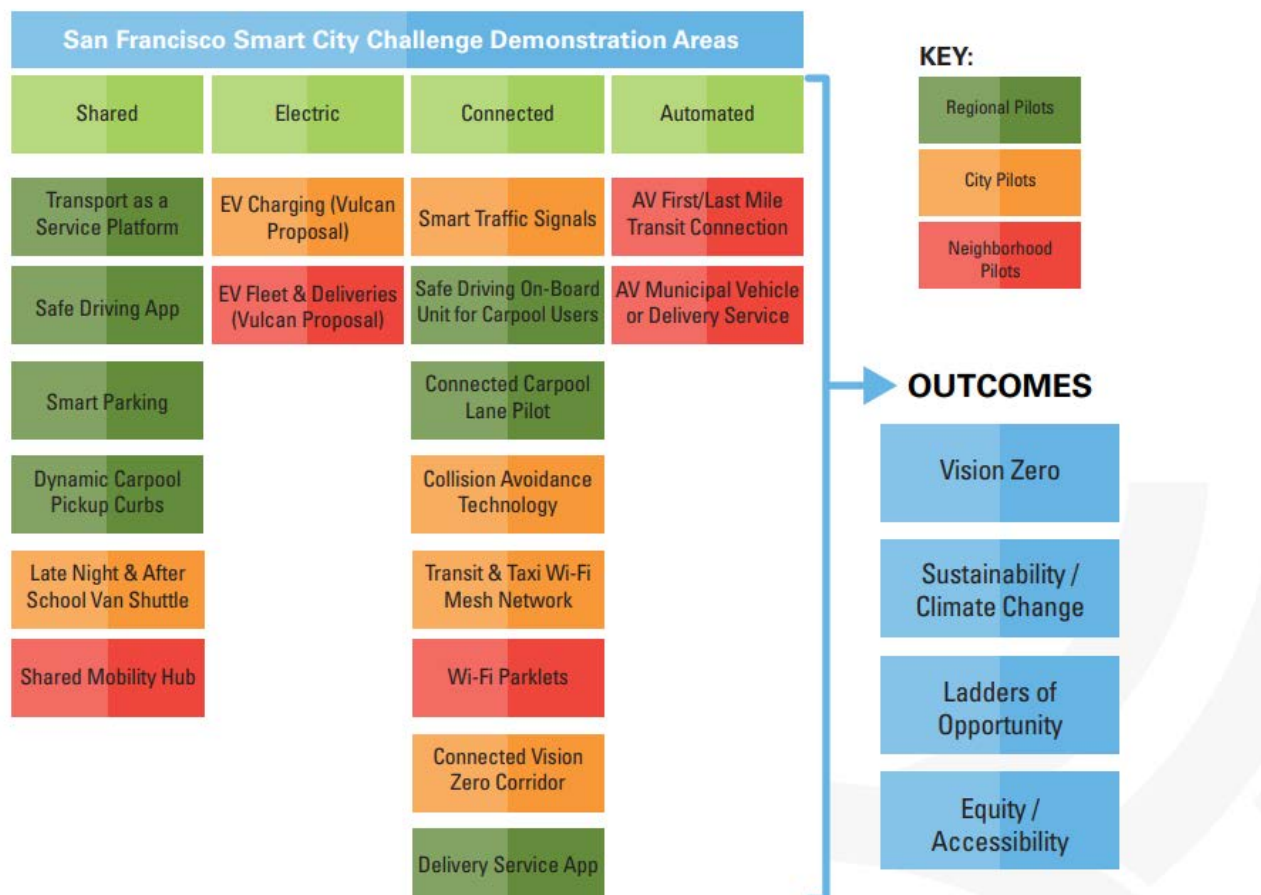 San Francisco Smart City Challenge Demonstration Areas
Shared
Electric
Connected
Automated
Transport as a
Service Platform
EV Charging (Vulcan
Proposal)
Smart Traffic Signals
AV First/Last Mile
Transit Connection
Safe Driving App
EV Fleet & Deliveries
(Vulcan Proposal)
Safe Driving On-Board
Unit for Carpool Users
AV Municipal Vehicle
or Delivery Service
Smart Parking
Connected Carpool
Lane Pilot
Dynamic Carpool
Pickup Curbs
Collision Avoidance
Technology
Late Night & After
School Van Shuttle
Transit & Taxi Wi-Fi
Mesh Network
Shared Mobility Hub
Wi-Fi Parklets
Connected Vision
Zero Corridor
Delivery Service App
KEY:
Regional Pilots
City Pilots
Neighborhood
Pilots
OUTCOMES
Vision Zero
Sustainability /
Climate Change
Ladders of
Opportunity
Equity /
Accessibility